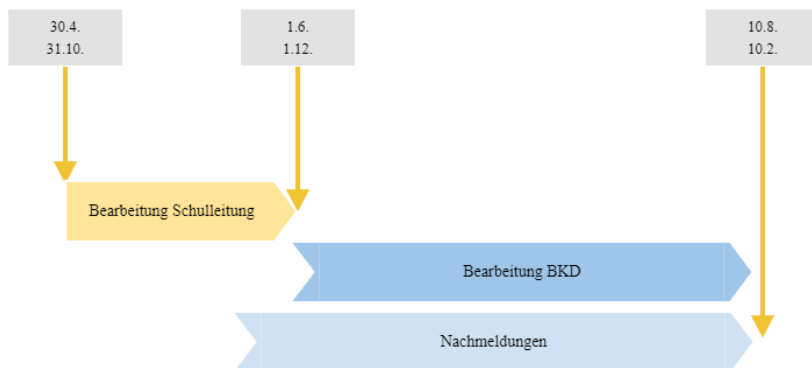 30.4.
31.10.
1.6.
1.12.
10.8.
10.2.
Bearbeitung Schulleitung
Bearbeitung BKD
Nachmeldungen